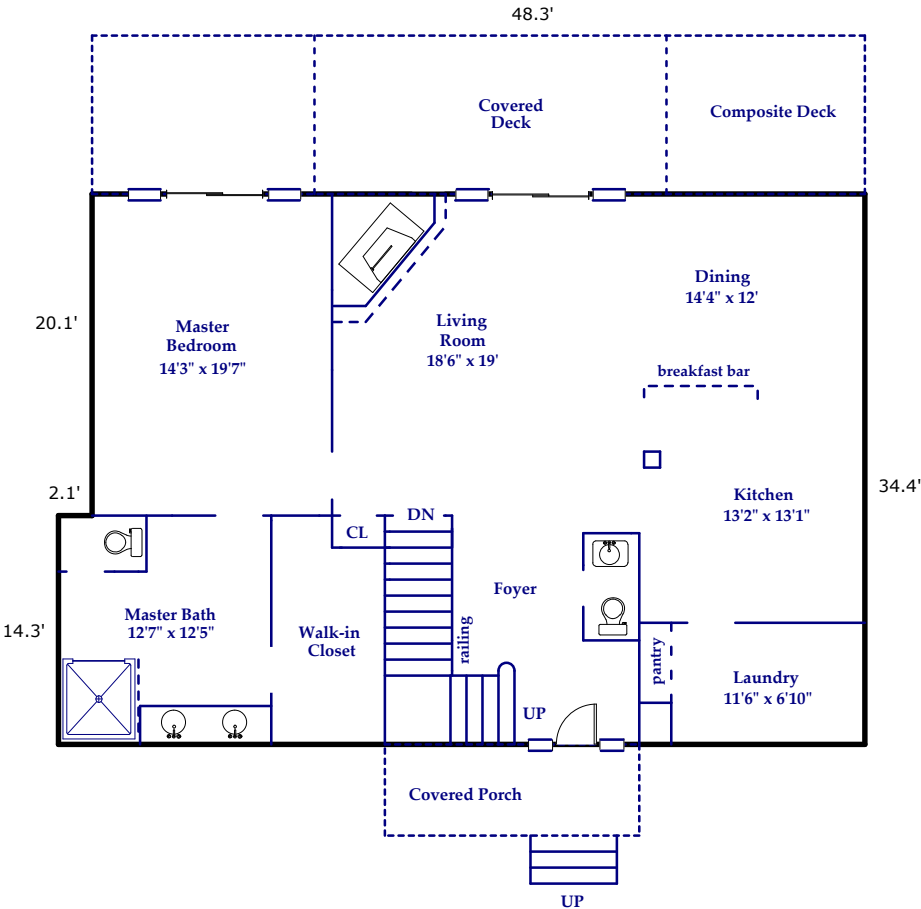 48.3'
Covered
Deck
Composite Deck
Dining
14'4" x 12'
20.1'
Master
Bedroom
14'3" x 19'7"
Living
Room
18'6" x 19'
breakfast bar
2.1'
34.4'
Kitchen
13'2" x 13'1"
DN
CL
Foyer
14.3'
Master Bath
12'7" x 12'5"
Walk-in
Closet
railing
pantry
Laundry
11'6" x 6'10"
UP
Covered Porch
UP